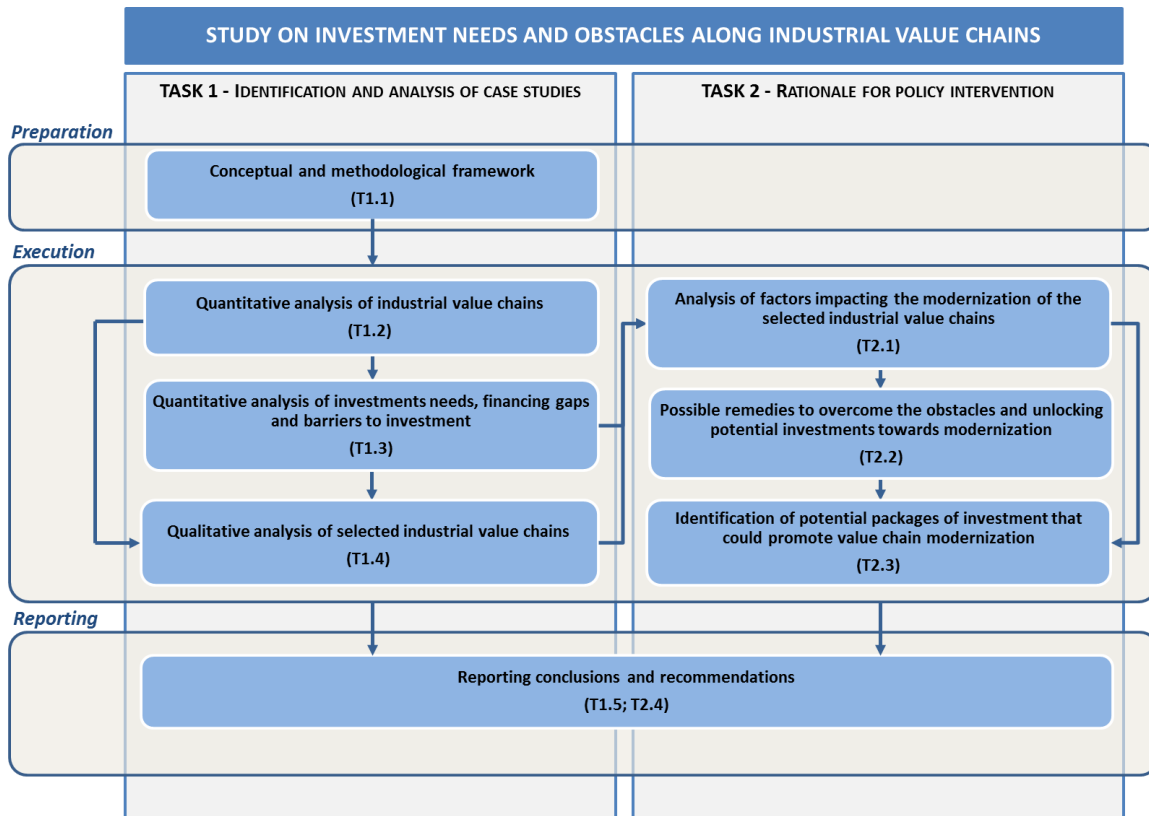 STUDY ON INVESTMENT NEEDS AND OBSTACLES ALONG INDUSTRIAL VALUE CHAINS
TASK 1 - IDENTIFICATION AND ANALYSIS OF CASE STUDIES
TASK 2 - RATIONALE FOR POLICY INTERVENTION
Preparation
Conceptual and methodological framework
(T1.1)
Execution
Quantitative analysis of industrial value chains
(T1.2)
Quantitative analysis of investments needs, financing gaps
and barriers to investment
(T1.3)
Qualitative analysis of selected industrial value chains
(T1.4)
Analysis of factors impacting the modernization of the
selected industrial value chains
(T2.1)
Possible remedies to overcome the obstacles and unlocking
potential investments towards modernization
(T2.2)
Identification of potential packages of investment that
could promote value chain modernization
(T2.3)
Reporting
Reporting conclusions and recommendations
(T1.5; T2.4)